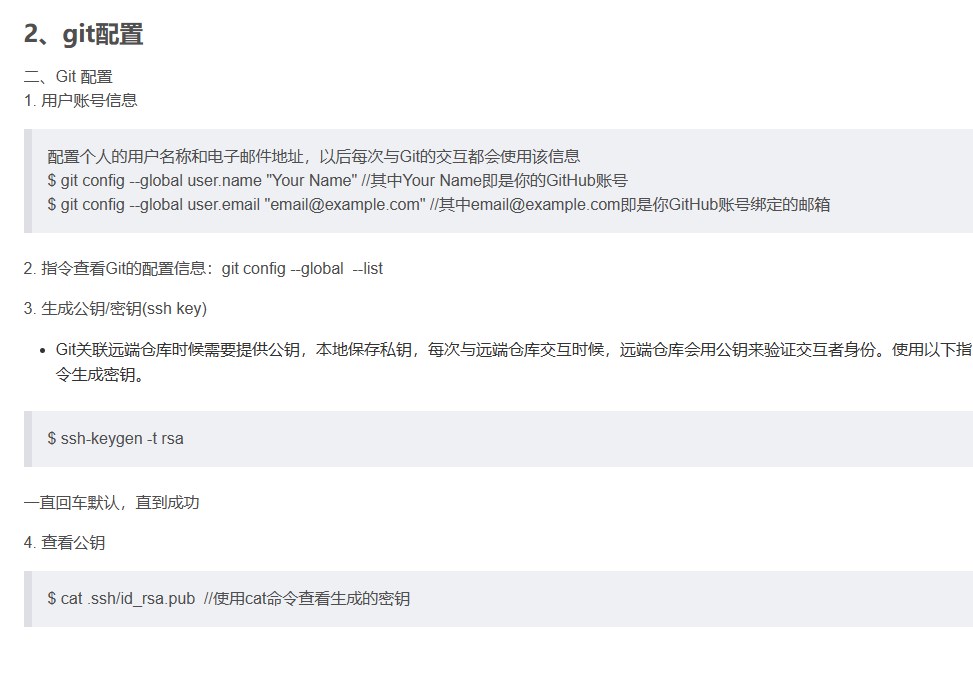 2、git配置
二、Git 配置
1. 用户账号信息
配置个人的用户名称和电子邮件地址，以后每次与Git的交互都会使用该信息
$ git config --global user.name "Your Name" //其中Your Name即是你的GitHub账号
$ git config --global user.email "email@example.com" //其中email@example.com即是你GitHub账号绑定的邮箱
2. 指令查看Git的配置信息：git config --global  --list
3. 生成公钥/密钥(ssh key)
• Git关联远端仓库时候需要提供公钥，本地保存私钥，每次与远端仓库交互时候，远端仓库会用公钥来验证交互者身份。使用以下指
令生成密钥。
$ ssh-keygen -t rsa
一直回车默认，直到成功
4. 查看公钥
$ cat .ssh/id_rsa.pub  //使用cat命令查看生成的密钥